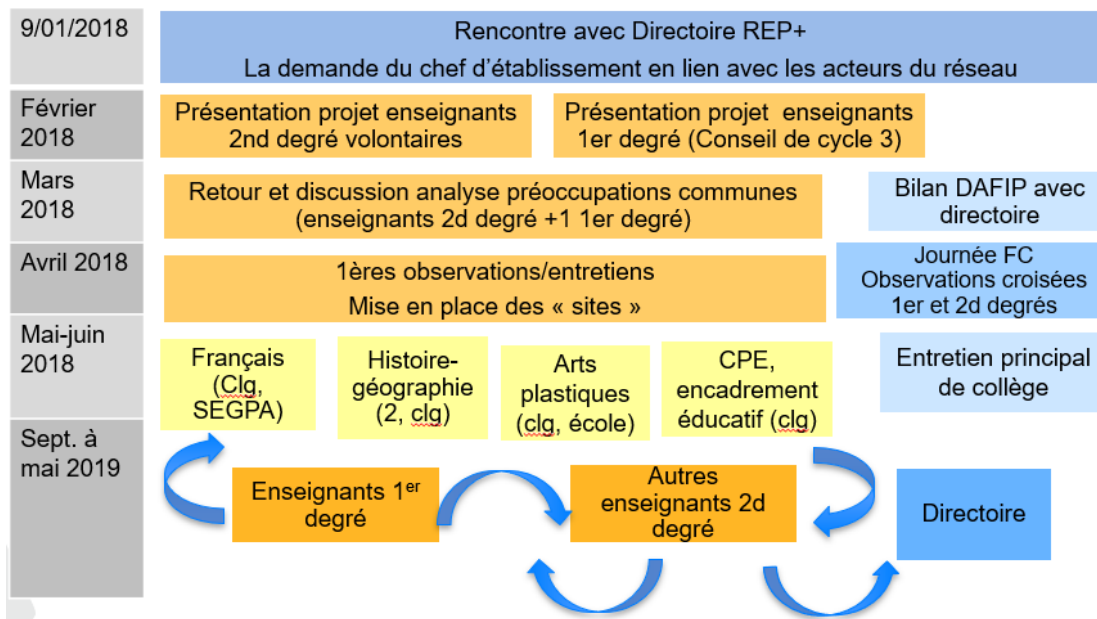 9/01/2018
Rencontre avec Directoire REP+
La demande du chef d'établissement en lien avec les acteurs du réseau
Février
2018
Présentation projet enseignants
2nd degré volontaires
Présentation projet enseignants
1er degré (Conseil de cycle 3)
Mars
2018
Retour et discussion analyse préoccupations communes
(enseignants 2d degré +1 1er degré)
Bilan DAFIP avec
directoire
Avril 2018
1ères observations/entretiens
Mise en place des « sites »
Journée FC
Observations croisées
1er et 2d degrés
Mai-juin
2018
Français
(Clg,
SEGPA)
Histoire-
géographie
(2, clg)
Arts
plastiques
(clg, école)
CPE,
encadrement
éducatif (clg)
Entretien principal
de collège
Sept. à
mai 2019
Enseignants 1er
degré
Autres
enseignants 2d
degré
Directoire